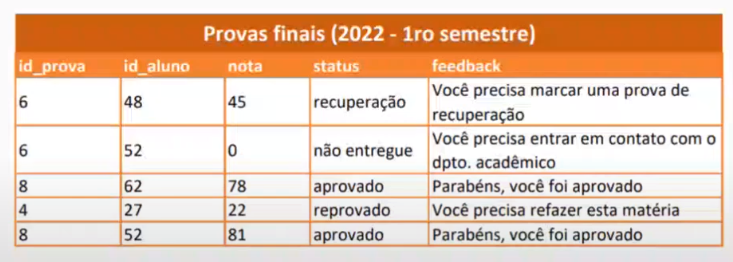 Provas finais (2022 - 1ro semestre)
id_prova id_aluno nota status feedback
6 48 45 recuperação Você precisa marcar uma prova de
recuperação
6 52 0 não entregue Você precisa entrar em contato com o
dpto. acadêmico
8 62 78 aprovado Parabéns, você foi aprovado
4 27 22 reprovado Você precisa refazer esta matéria
8 52 81 aprovado Parabéns, você foi aprovado